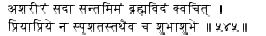 अशरीरं सदा सन्तमिमं ब्रह्मविदं क्वचित् ।
प्रियाप्रिये न स्पृशतस्तथैव च शुभाशुभे ॥ ५४५॥